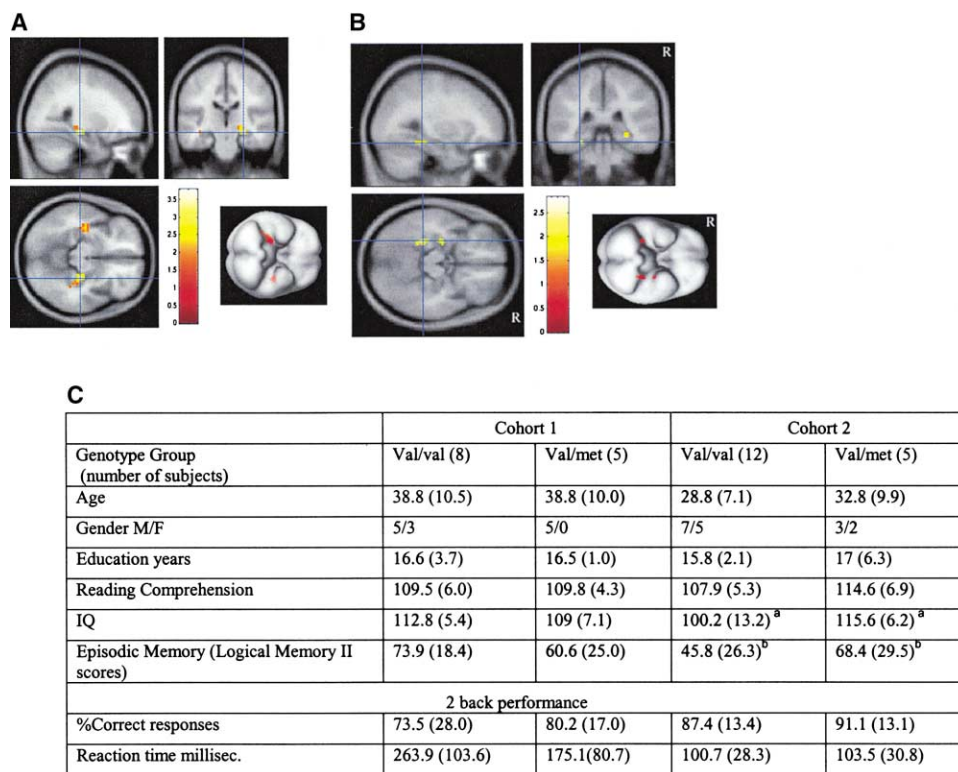 A
B
R
3.5
3
2.5
2
1.5
1
0.5
0
R
2.5
2
1.5
1
0.5
0
R
C
Cohort 1 Cohort 2
Genotype Group (number of subjects) Val/val (8) Val/met (5) Val/val (12) Val/met (5)
Age 38.8 (10.5) 38.8 (10.0) 28.8 (7.1) 32.8 (9.9)
Gender M/F 5/3 5/0 7/5 3/2
Education years 16.6 (3.7) 16.5 (1.0) 15.8 (2.1) 17 (6.3)
Reading Comprehension 109.5 (6.0) 109.8 (4.3) 107.9 (5.3) 114.6 (6.9)
IQ 112.8 (5.4) 109 (7.1) 100.2 (13.2) a 115.6 (6.2) a
Episodic Memory (Logical Memory II scores) 73.9 (18.4) 60.6 (25.0) 45.8 (26.3)b 68.4 (29.5)b
2 back performance
%Correct responses 73.5 (28.0) 80.2 (17.0) 87.4 (13.4) 91.1 (13.1)
Reaction time millisec. 263.9 (103.6) 175.1(80.7) 100.7 (28.3) 103.5 (30.8)